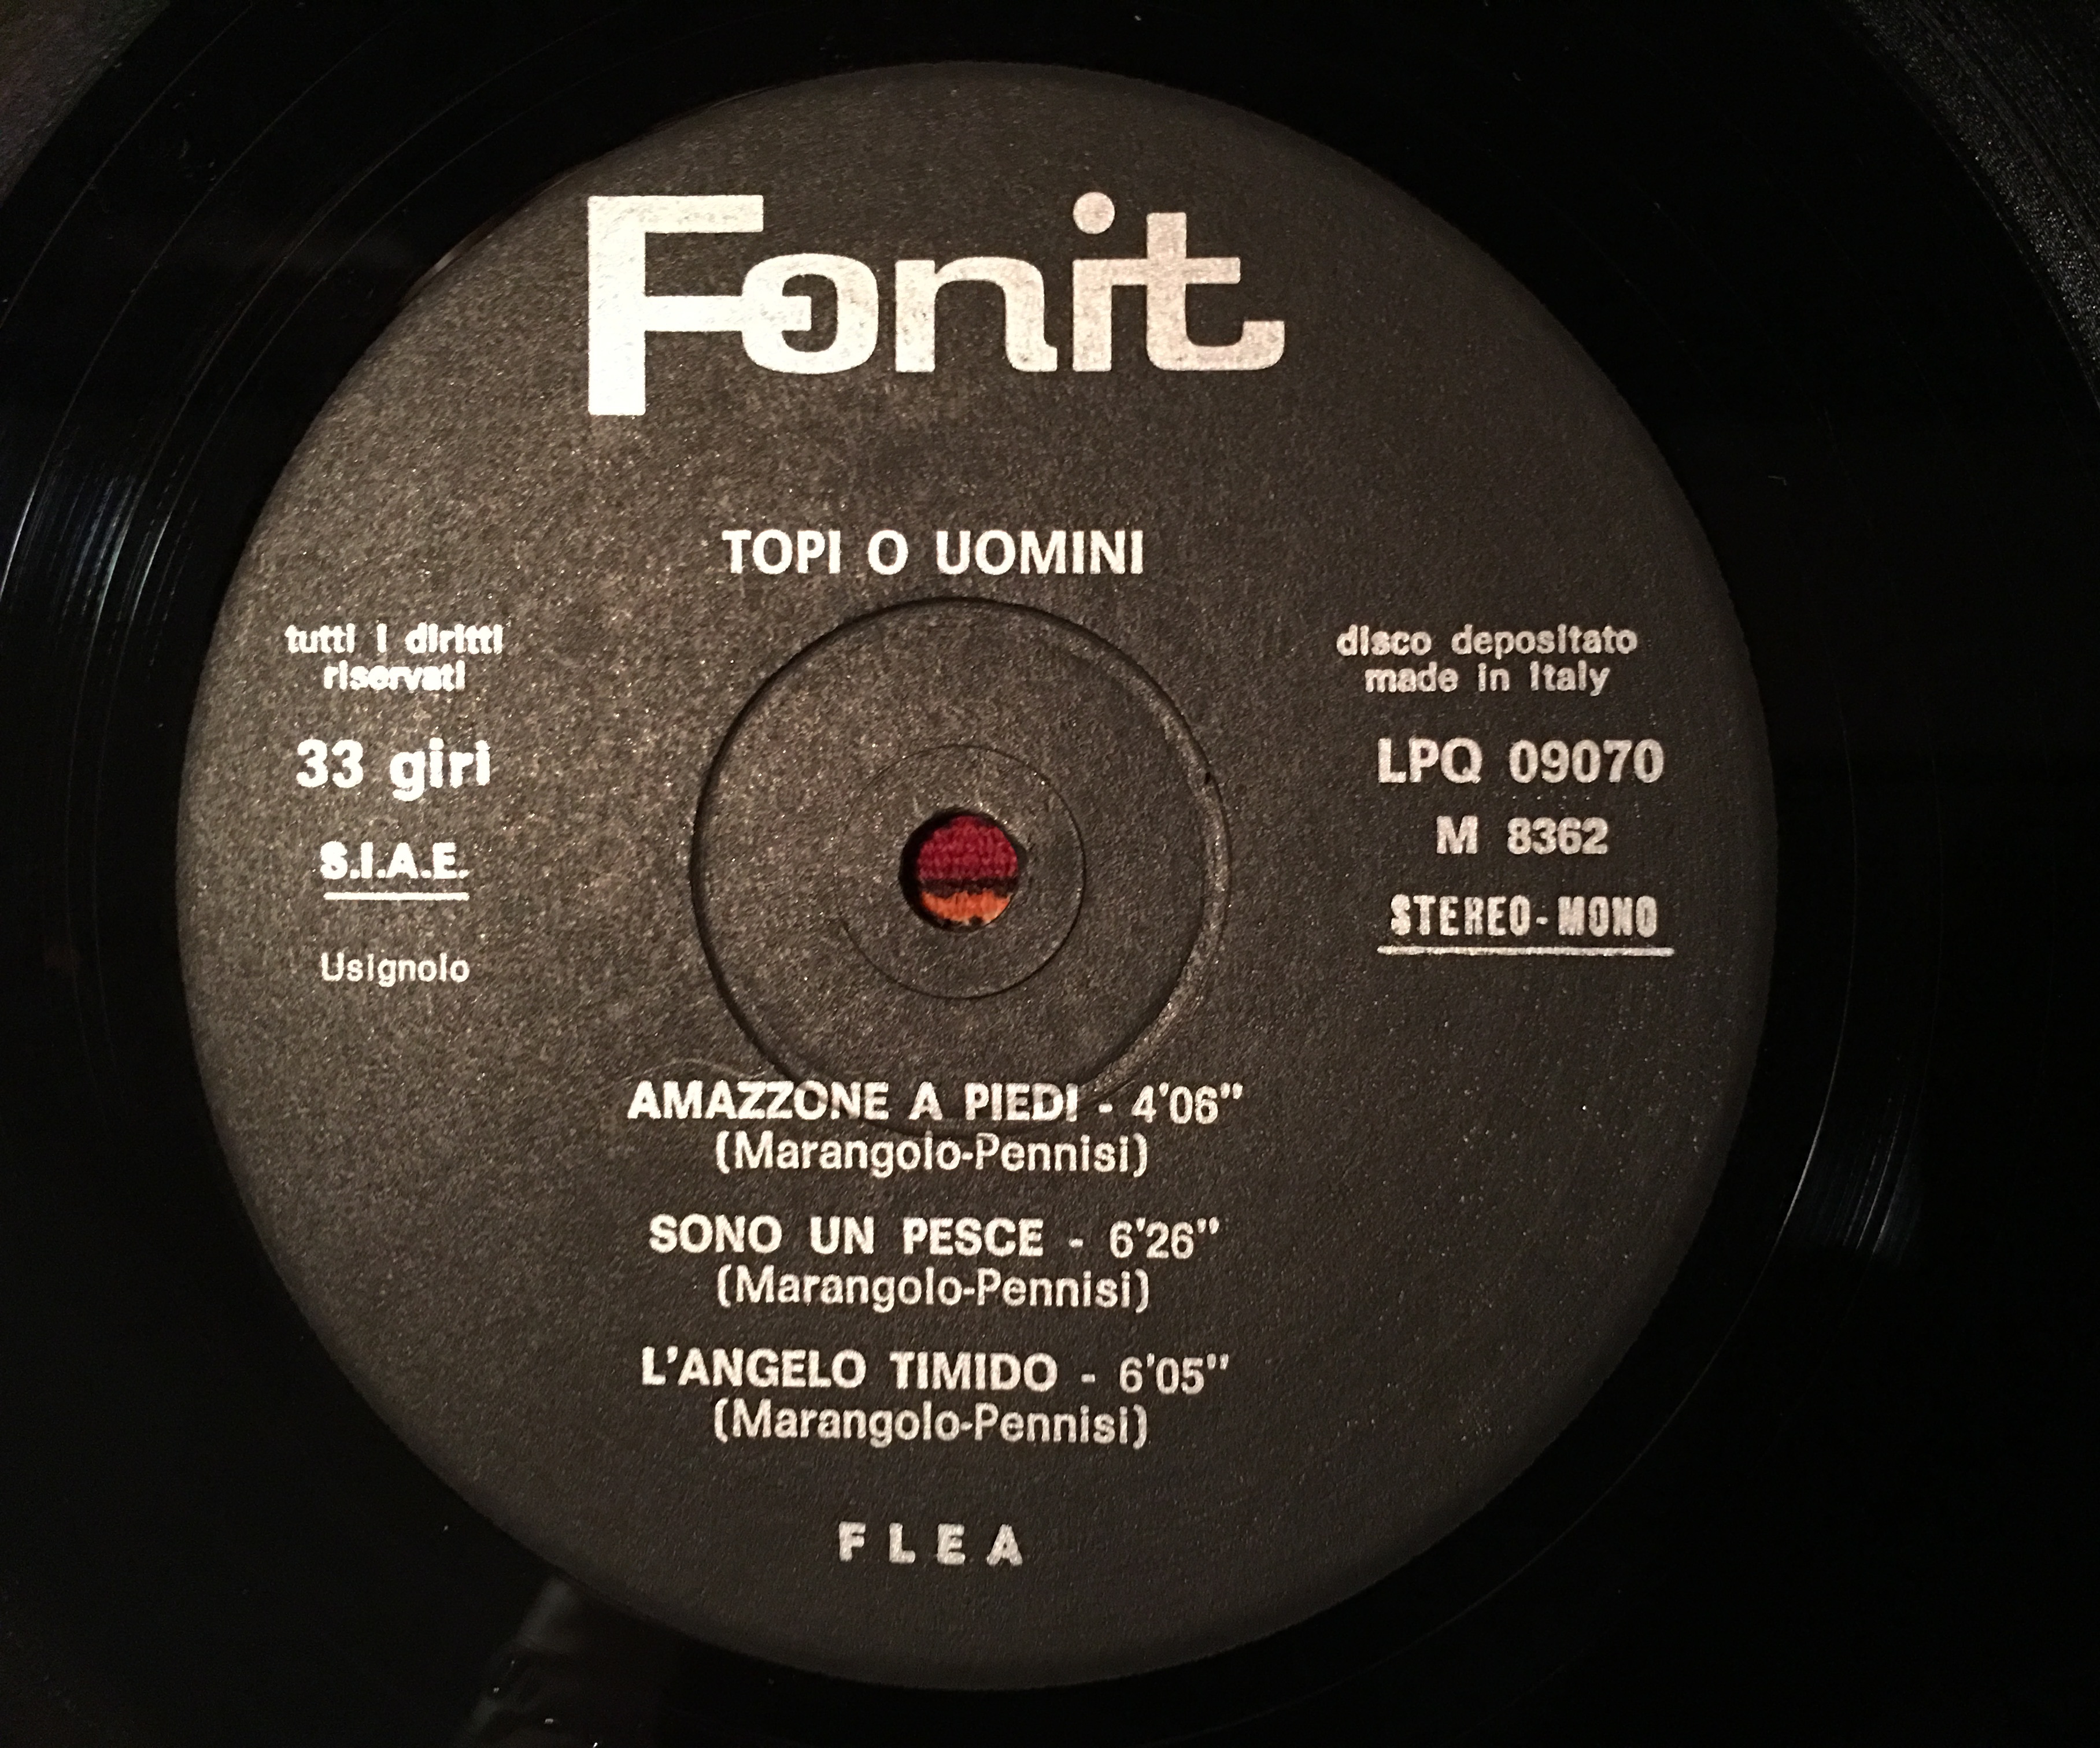 Fonit
TOPI O UOMINI
tutti i diritti
riservati
33 giri
S.I.A.E.
Usignolo
disco depositato
made in Italy
LPQ 09070
M 8362
STEREO-MONO
AMAZZONE A PIEDI - 4'06"
(Marangolo-Pennisi)
SONO UN PESCE - 6'26"
(Marangolo-Pennisi)
L'ANGELO TIMIDO - 6'05"
(Marangolo-Pennisi)
FLEA